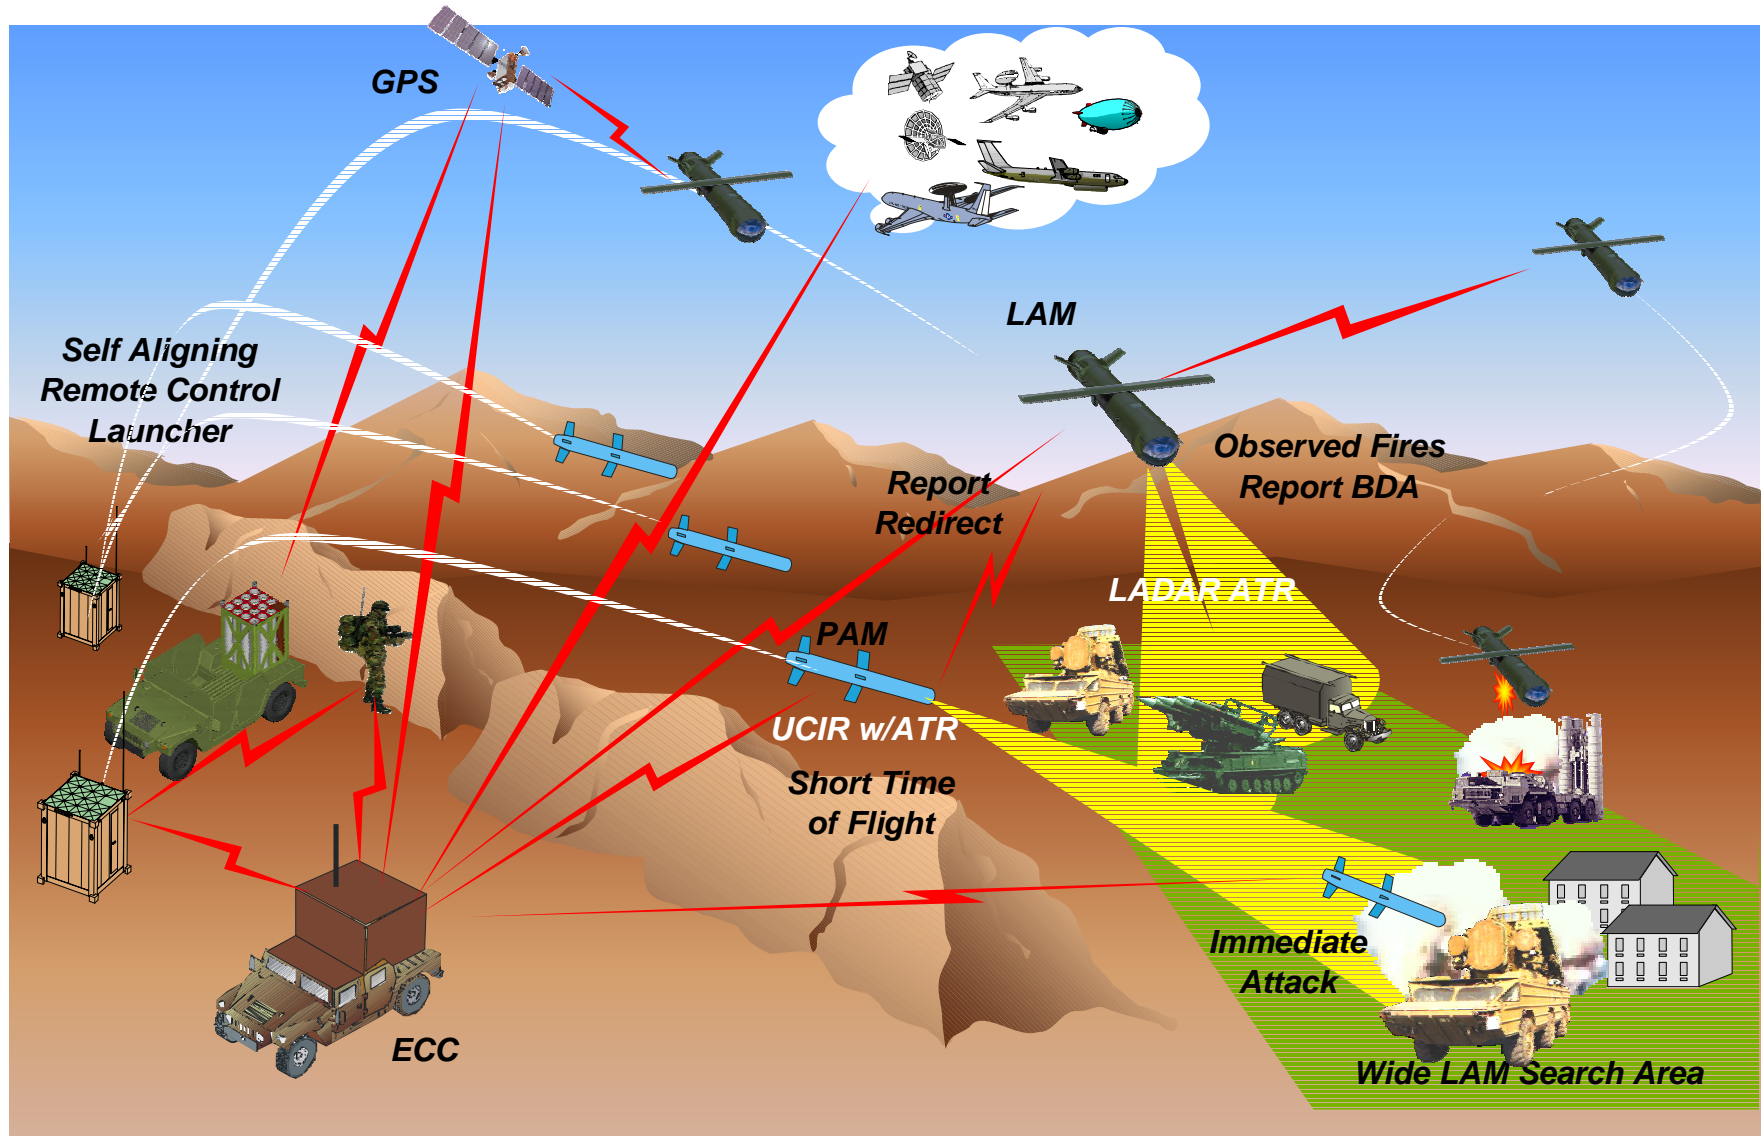 GPS
LAM
Self Aligning
Remote Control
Launcher
Observed Fires
Report BDA
Report
Redirect
LADAR ATR
PAM
UCIR w/ATR
Short Time
of Flight
Immediate
Attack
ECC
Wide LAM Search Area